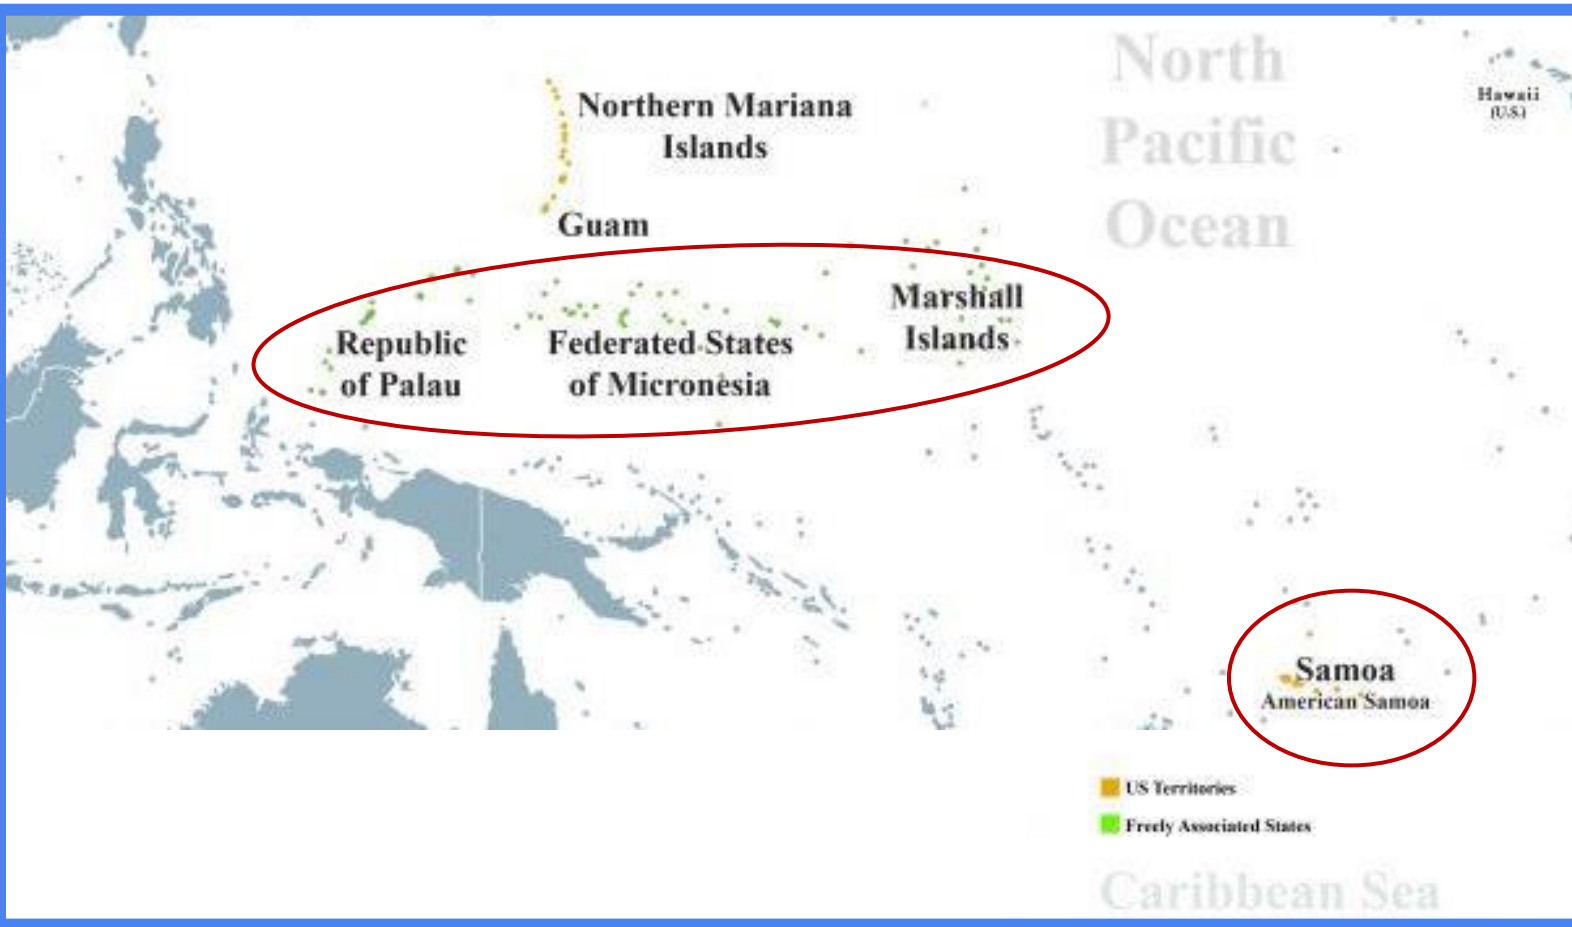 North
Pacific
Ocean
Hawaii
(U.S.)
Northern Mariana
Islands
Guam
Republic
of Palau
Federated States
of Micronesia
Marshall
Islands
Samoa
American Samoa
US Territories
Freely Associated States
Caribbean Sea